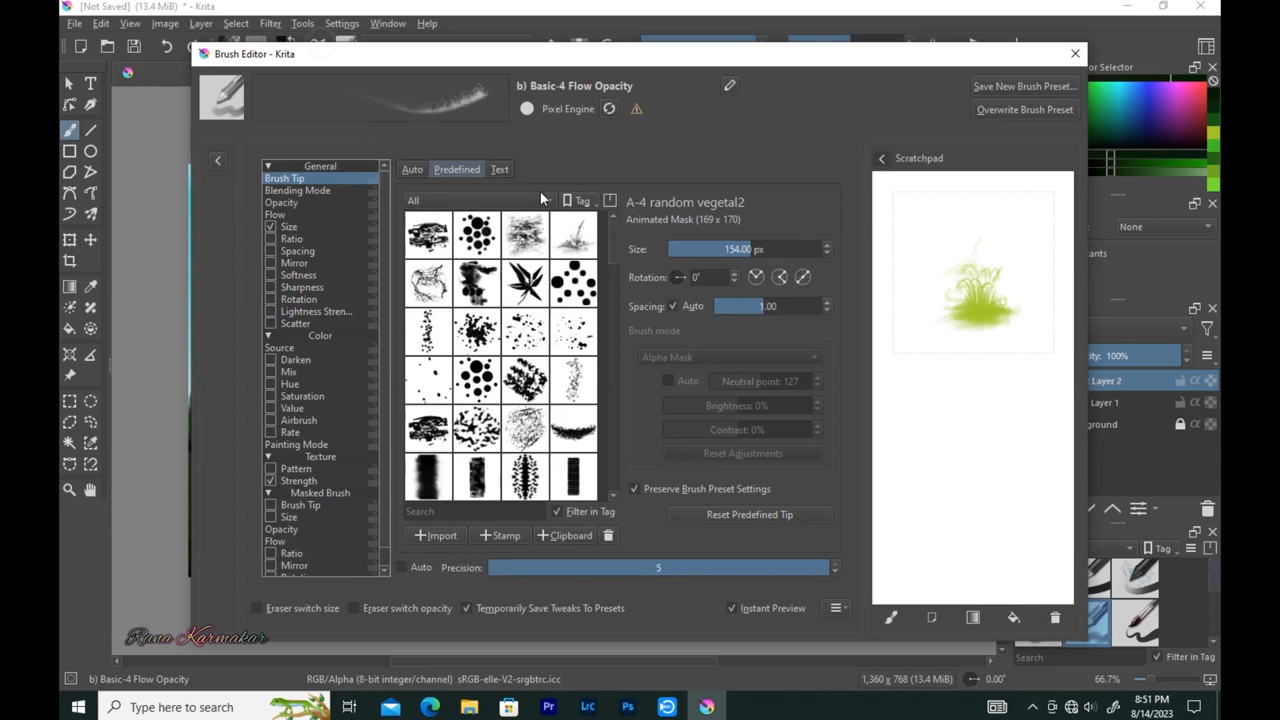 [Not Saved] (13.4 MiB) * - Krita
File Edit View Image Layer Select Filter Tools Settings Window Help
Brush Editor - Krita
b) Basic-4 Flow Opacity
Pixel Engine
Save New Brush Preset...
Overwrite Brush Preset
General
Brush Tip
Blending Mode
Opacity
Flow
Size
Ratio
Spacing
Mirror
Softness
Sharpness
Rotation
Lightness Stren...
Scatter
Color
Source
Darken
Mix
Hue
Saturation
Value
Airbrush
Rate
Painting Mode
Texture
Pattern
Strength
Masked Brush
Brush Tip
Size
Opacity
Flow
Ratio
Mirror
Auto Predefined Text
All
Tag
Search
Filter in Tag
Import
Stamp
Clipboard
A-4 random vegetal2
Animated Mask (169 x 170)
Size: 154.00 px
Rotation: 0°
Spacing: Auto 1.00
Brush mode
Alpha Mask
Auto Neutral point: 127
Brightness: 0%
Contrast: 0%
Reset Adjustments
Preserve Brush Preset Settings
Reset Predefined Tip
Auto Precision: 5
Eraser switch size
Eraser switch opacity
Temporarily Save Tweaks To Presets
Instant Preview
Scratchpad
or Selector
None
ants
ity: 100%
Layer 2
Layer 1
ound
Tag
Search
Filter in Tag
Rana Karmakar
b) Basic-4 Flow Opacity
RGB/Alpha (8-bit integer/channel) sRGB-elle-V2-srgbtrc.icc
1,360 x 768 (13.4 MiB)
0.00°
66.7%
Type here to search
Pr
Lrc
Ps
8:51 PM
8/14/2023